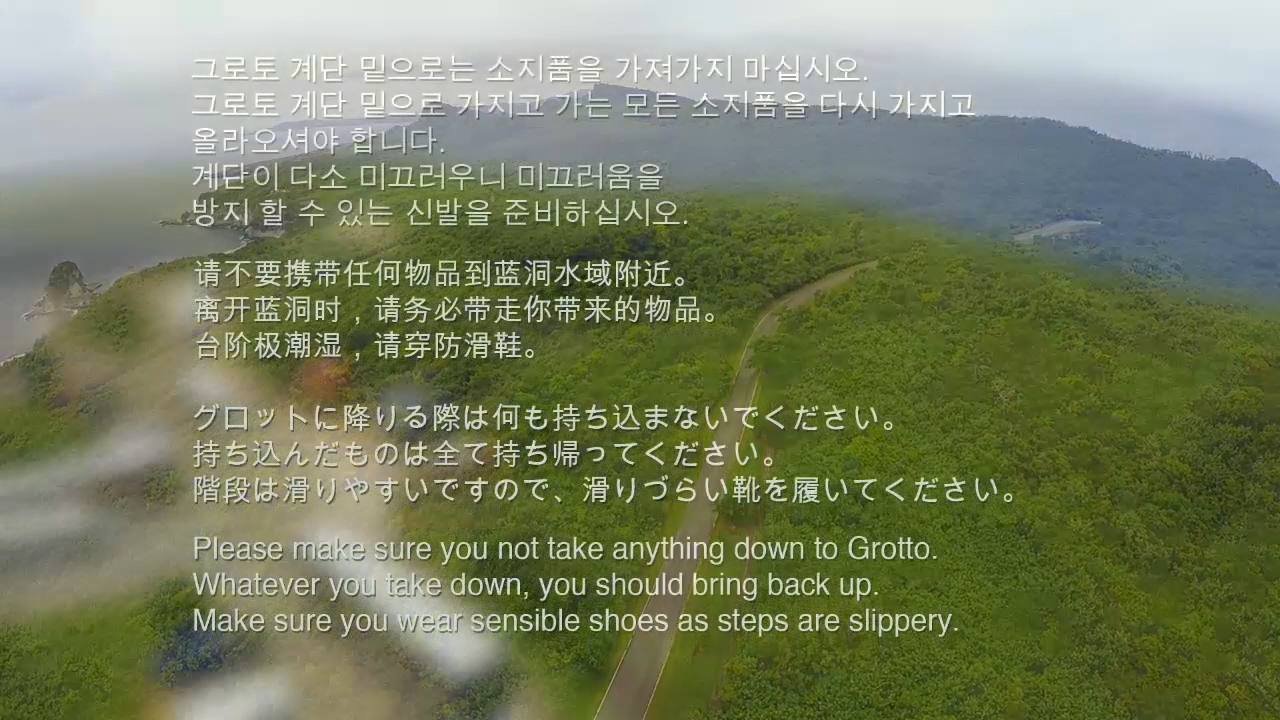 그로토 계단 밑으로는 소지품을 가져가지 마십시오.
그로토 계단 밑으로 가지고 가는 모든 소지품을 다시 가지고
올라오셔야 합니다.
계단이 다소 미끄러우니 미끄러움을
방지 할 수 있는 신발을 준비하십시오.
请不要携带任何物品到蓝洞水域附近。
离开蓝洞时，请务必带走你带来的物品。
台阶极潮湿，请穿防滑鞋。
グロットに降りる際は何も持ち込まないでください。
持ち込んだものは全て持ち帰ってください。
階段は滑りやすいですので、滑りづらい靴を履いてください。
Please make sure you not take anything down to Grotto.
Whatever you take down, you should bring back up.
Make sure you wear sensible shoes as steps are slippery.